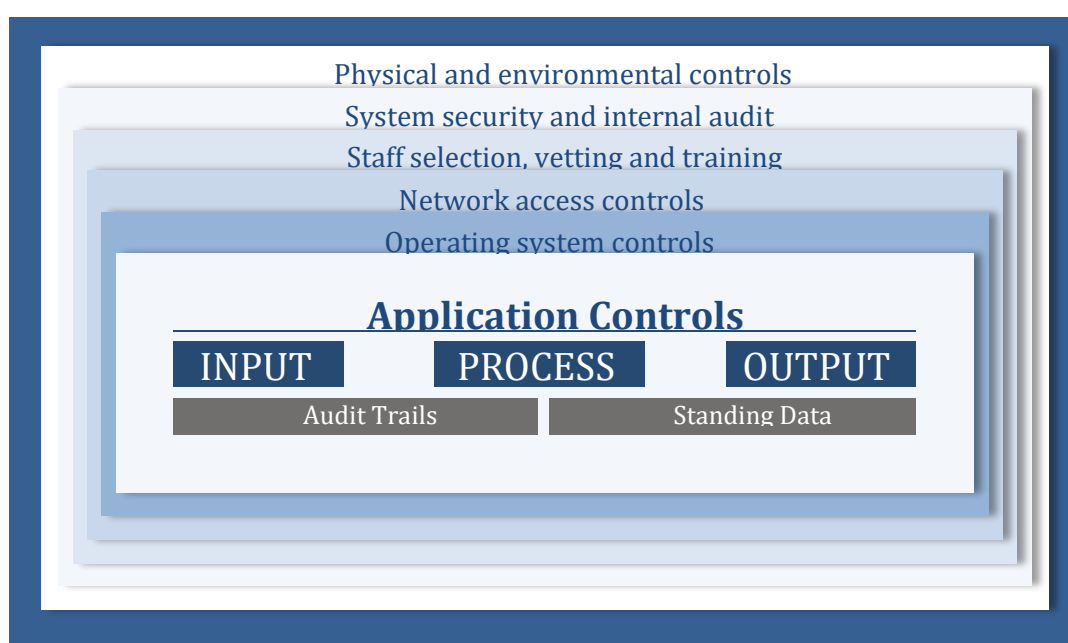 Physical and environmental controls
System security and internal audit
Staff selection, vetting and training
Network access controls
Operating system controls
Application Controls
INPUT PROCESS OUTPUT
Audit Trails Standing Data